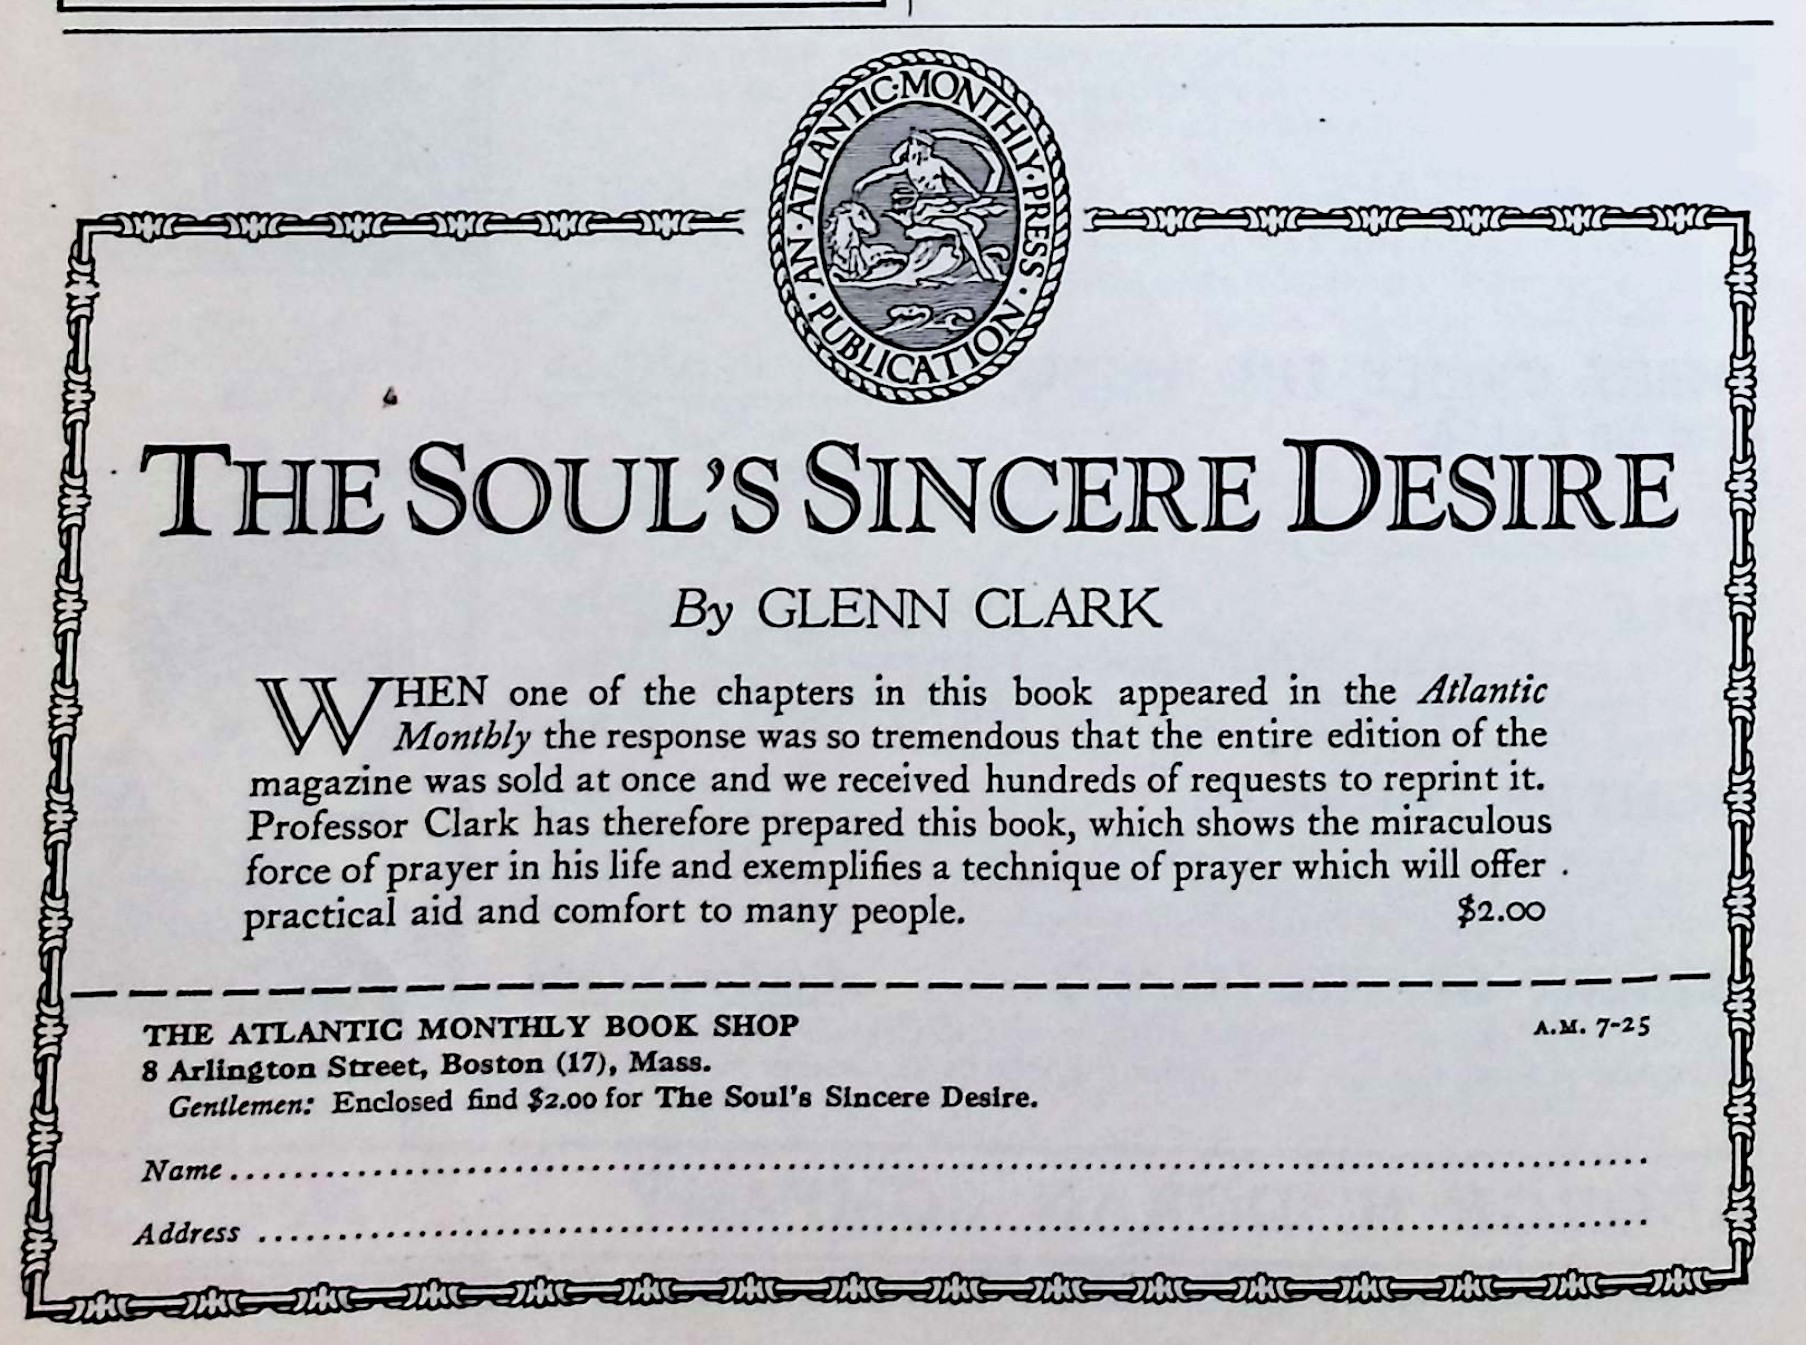 AN · ATLANTIC · MONTHLY · PRESS · PUBLICATION ·
THE SOUL'S SINCERE DESIRE
By GLENN CLARK
WHEN one of the chapters in this book appeared in the Atlantic
Monthly the response was so tremendous that the entire edition of the
magazine was sold at once and we received hundreds of requests to reprint it.
Professor Clark has therefore prepared this book, which shows the miraculous
force of prayer in his life and exemplifies a technique of prayer which will offer
practical aid and comfort to many people. $2.00
THE ATLANTIC MONTHLY BOOK SHOP A.M. 7-25
8 Arlington Street, Boston (17), Mass.
Gentlemen: Enclosed find $2.00 for The Soul's Sincere Desire.
Name
Address